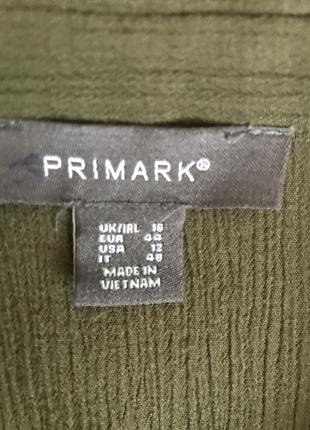 PRIMARK®
UK/IRL 16
EUR 44
USA 12
IT 48
MADE IN
VIETNAM